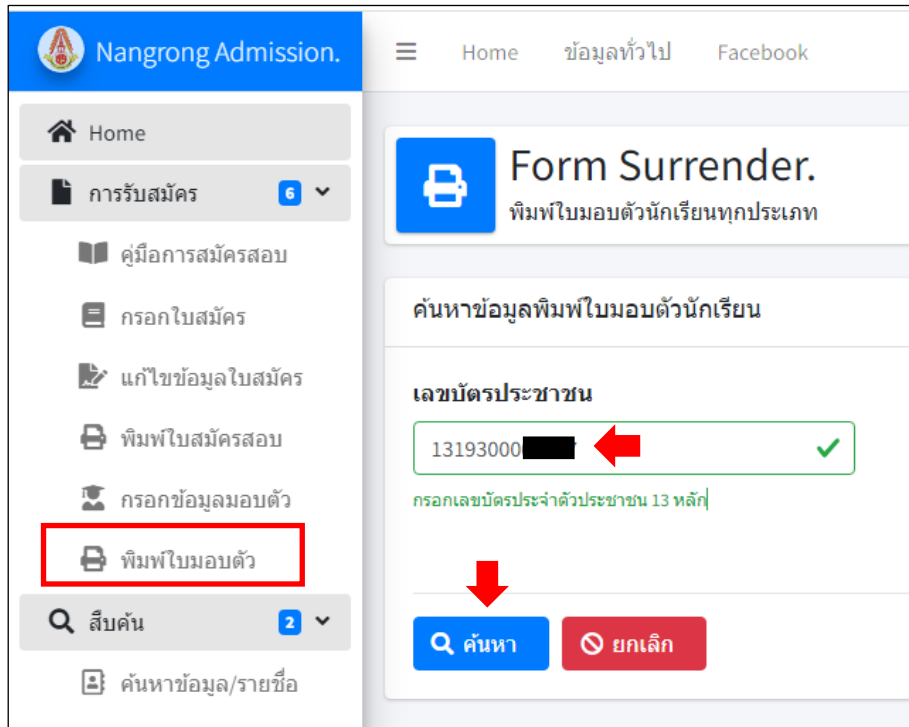 Nangrong Admission.
Home ข้อมูลทั่วไป Facebook
Home
การรับสมัคร 6
คู่มือการสมัครสอบ
กรอกใบสมัคร
แก้ไขข้อมูลใบสมัคร
พิมพ์ใบสมัครสอบ
กรอกข้อมูลมอบตัว
พิมพ์ใบมอบตัว
สืบค้น 2
ค้นหาข้อมูล/รายชื่อ
Form Surrender.
พิมพ์ใบมอบตัวนักเรียนทุกประเภท
ค้นหาข้อมูลพิมพ์ใบมอบตัวนักเรียน
เลขบัตรประชาชน
13193000
กรอกเลขบัตรประจำตัวประชาชน 13 หลัก
ค้นหา ยกเลิก